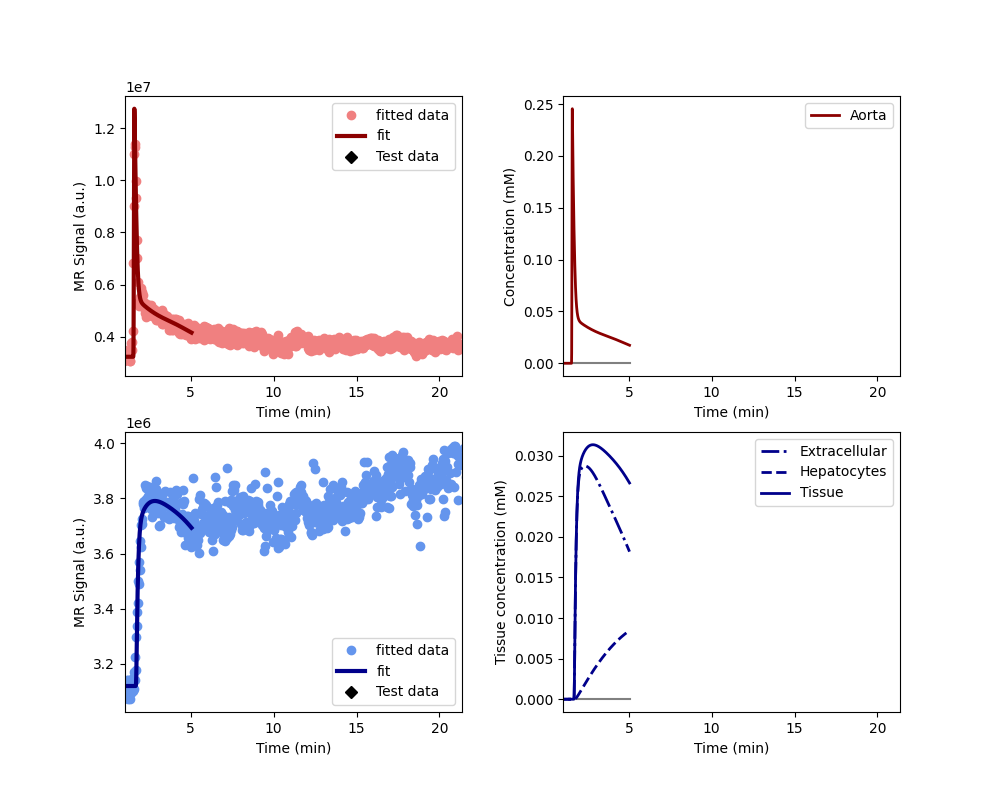 1e7
MR Signal (a.u.)
1.2
1.0
0.8
0.6
0.4
fitted data
fit
Test data
5 10 15 20
Time (min)
Concentration (mM)
0.25
0.20
0.15
0.10
0.05
0.00
Aorta
5 10 15 20
Time (min)
1e6
MR Signal (a.u.)
4.0
3.8
3.6
3.4
3.2
fitted data
fit
Test data
5 10 15 20
Time (min)
Tissue concentration (mM)
0.030
0.025
0.020
0.015
0.010
0.005
0.000
Extracellular
Hepatocytes
Tissue
5 10 15 20
Time (min)